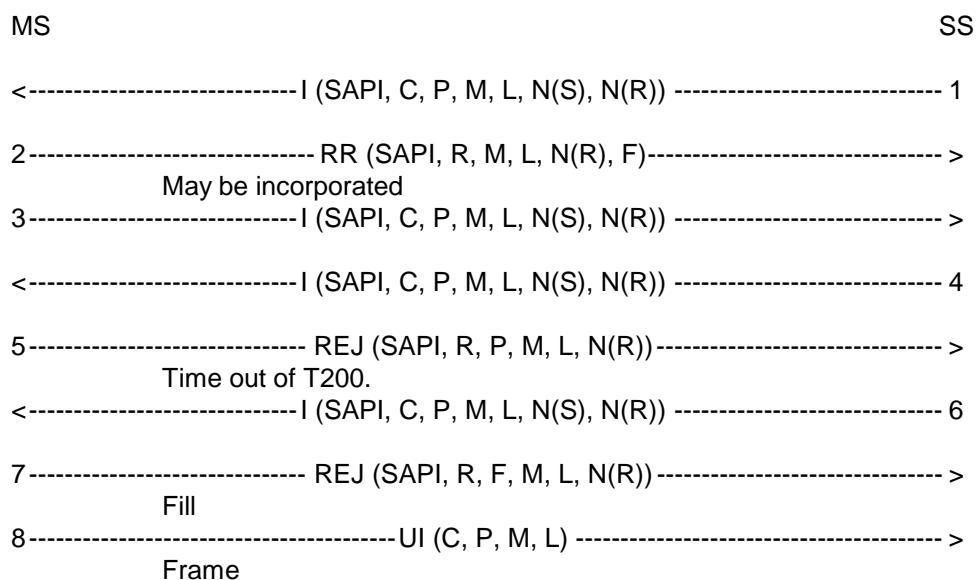 MS SS
<------------------------------I (SAPI, C, P, M, L, N(S), N(R)) ------------------------------ 1
2-------------------------------- RR (SAPI, R, M, L, N(R), F)-------------------------------- >
May be incorporated
3------------------------------I (SAPI, C, P, M, L, N(S), N(R)) ------------------------------ >
<------------------------------I (SAPI, C, P, M, L, N(S), N(R)) ------------------------------ 4
5------------------------------- REJ (SAPI, R, P, M, L, N(R))-------------------------------- >
Time out of T200.
<------------------------------I (SAPI, C, P, M, L, N(S), N(R)) ------------------------------ 6
7------------------------------- REJ (SAPI, R, F, M, L, N(R))-------------------------------- >
Fill
8-----------------------------------------UI (C, P, M, L) ----------------------------------------- >
Frame